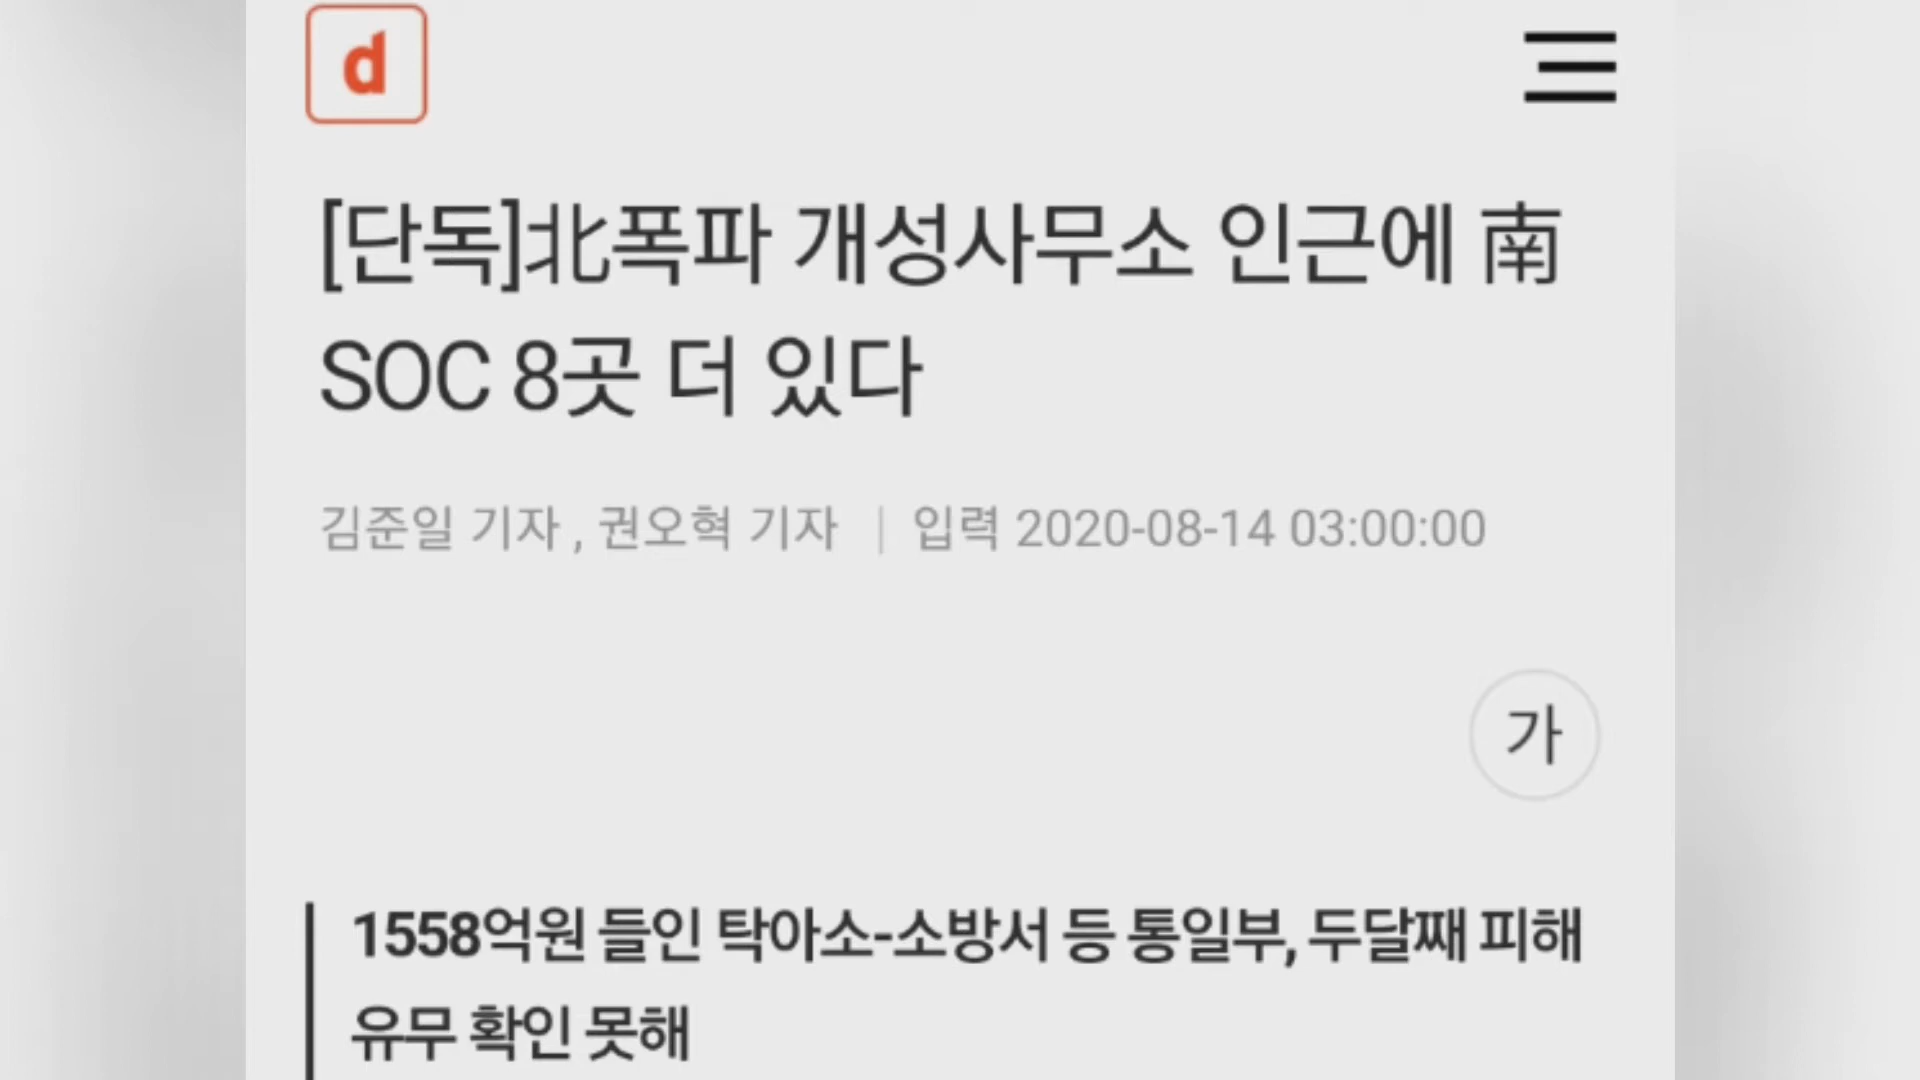 d
[단독]北폭파 개성사무소 인근에 南
SOC 8곳 더 있다
김준일 기자 , 권오혁 기자 | 입력 2020-08-14 03:00:00
가
1558억원 들인 탁아소-소방서 등 통일부, 두달째 피해
유무 확인 못해